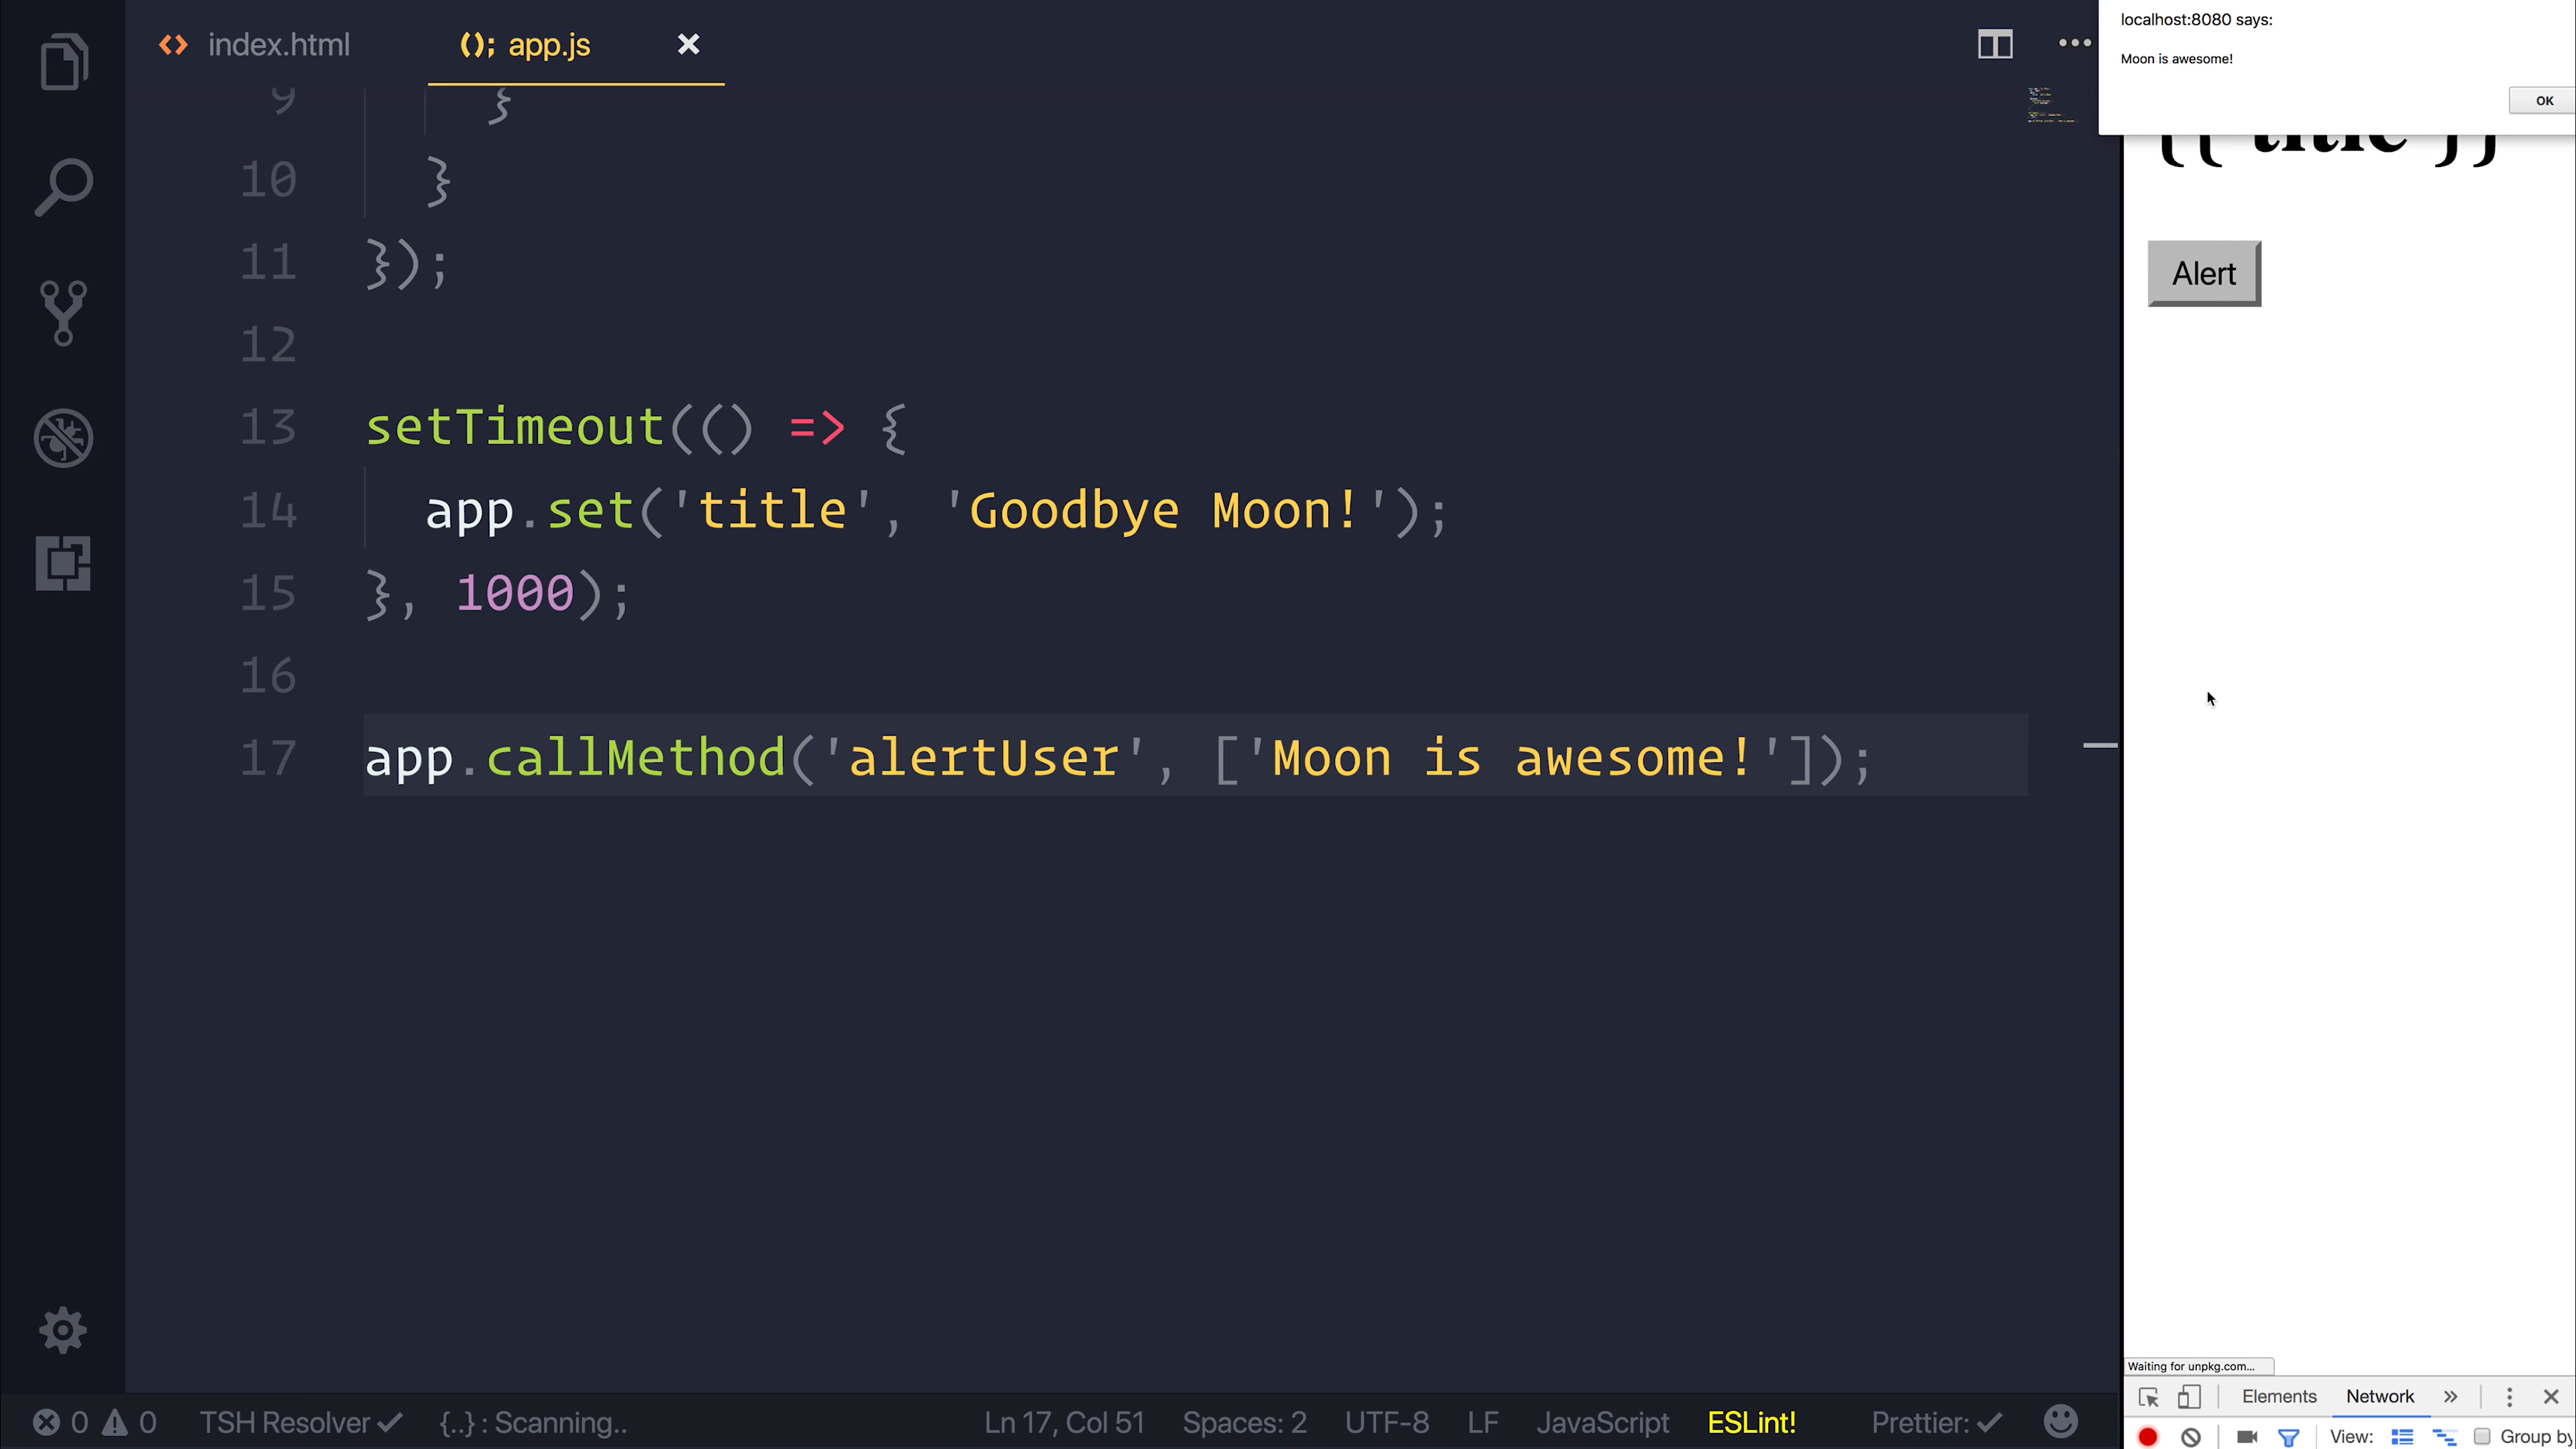 index.html
(); app.js
9 }
10 }
11 });
12
13 setTimeout(() => {
14 app.set('title', 'Goodbye Moon!');
15 }, 1000);
16
17 app.callMethod('alertUser', ['Moon is awesome!']);
0 0 TSH Resolver {..} : Scanning.. Ln 17, Col 51 Spaces: 2 UTF-8 LF JavaScript ESLint! Prettier:
localhost:8080 says:
Moon is awesome!
OK
{{ title }}
Alert
Waiting for unpkg.com...
Elements Network »
View: Group by